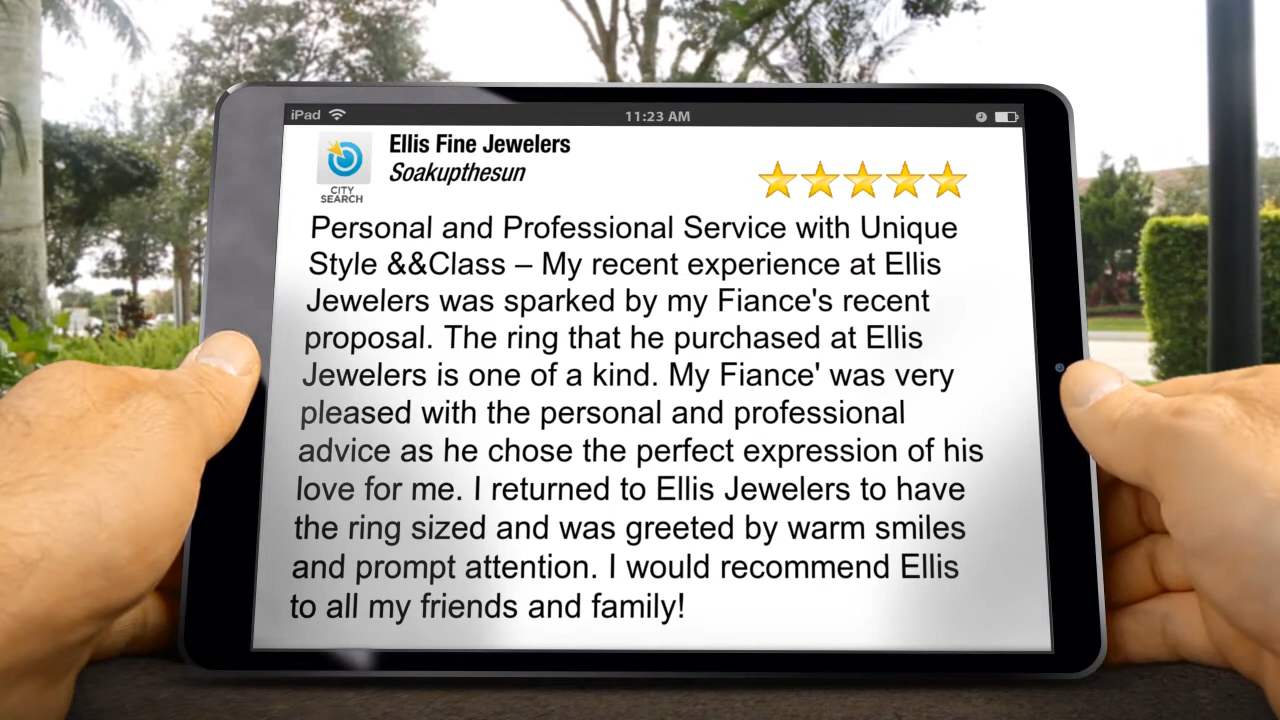 iPad 11:23 AM
Ellis Fine Jewelers
Soakupthesun
CITY
SEARCH
Personal and Professional Service with Unique
Style &&Class – My recent experience at Ellis
Jewelers was sparked by my Fiance's recent
proposal. The ring that he purchased at Ellis
Jewelers is one of a kind. My Fiance' was very
pleased with the personal and professional
advice as he chose the perfect expression of his
love for me. I returned to Ellis Jewelers to have
the ring sized and was greeted by warm smiles
and prompt attention. I would recommend Ellis
to all my friends and family!